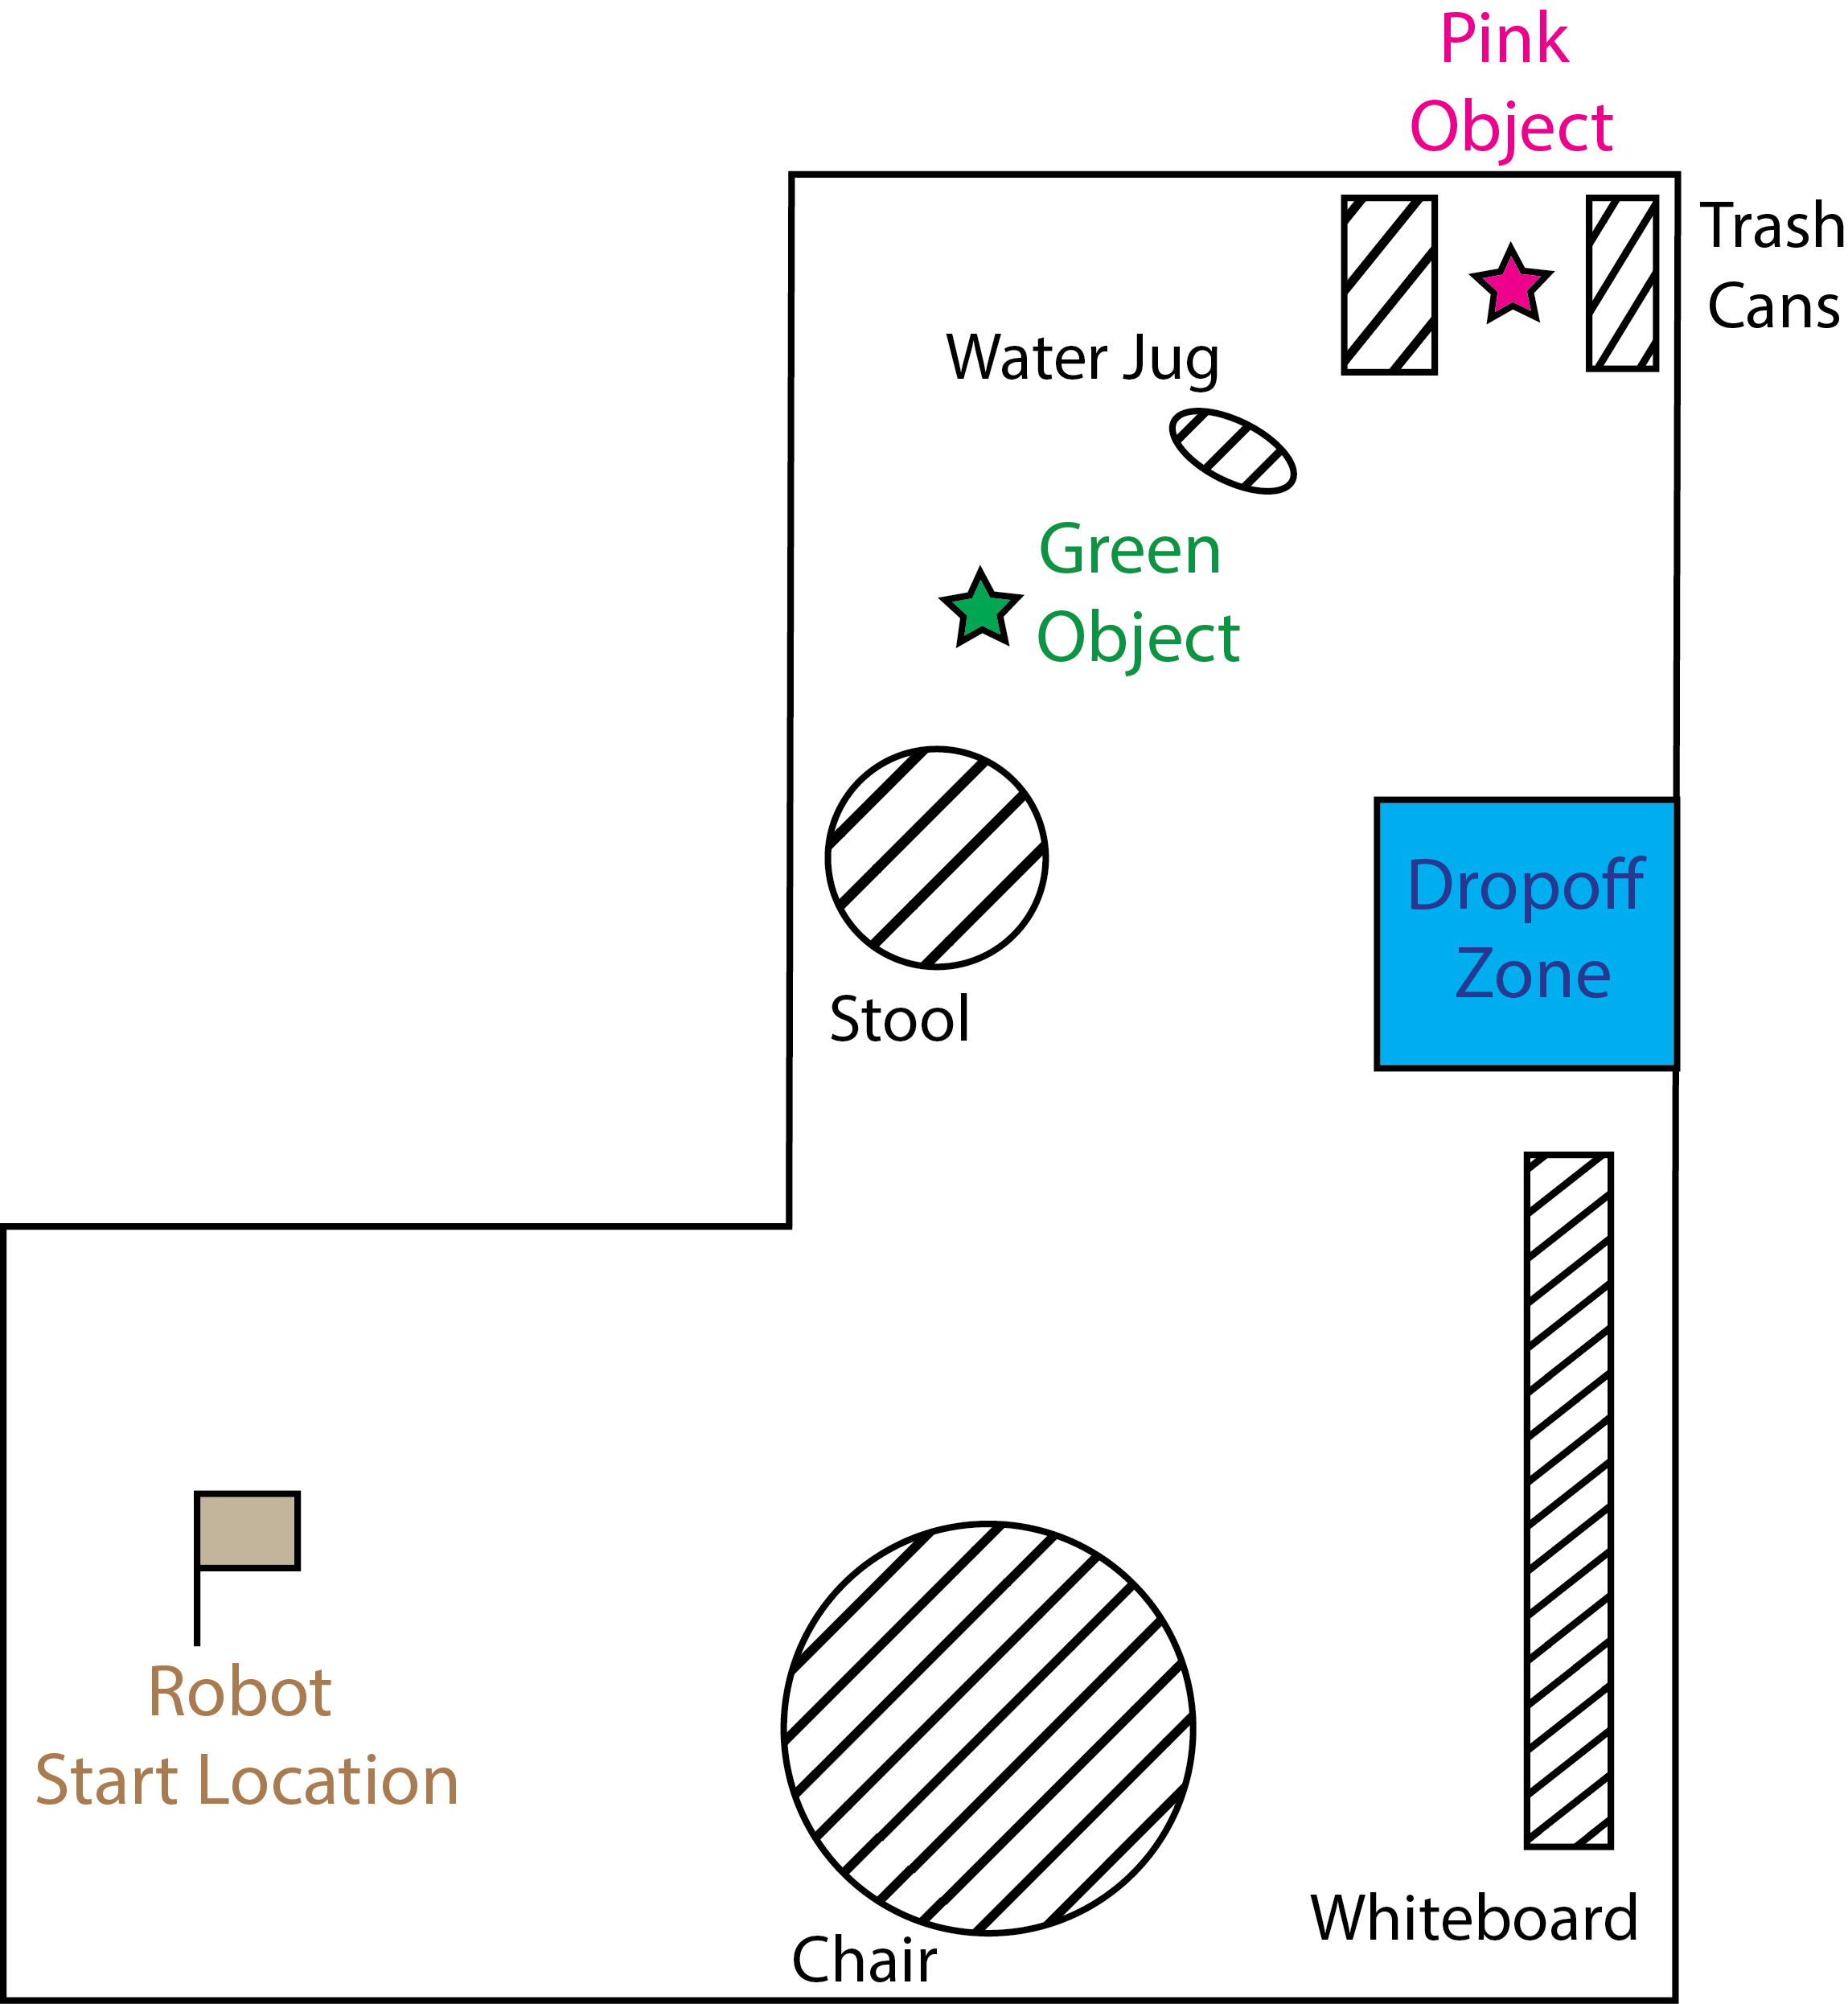 Pink
Object
Trash
Cans
Water Jug
Green
Object
Dropoff
Zone
Stool
Robot
Start Location
Whiteboard
Chair